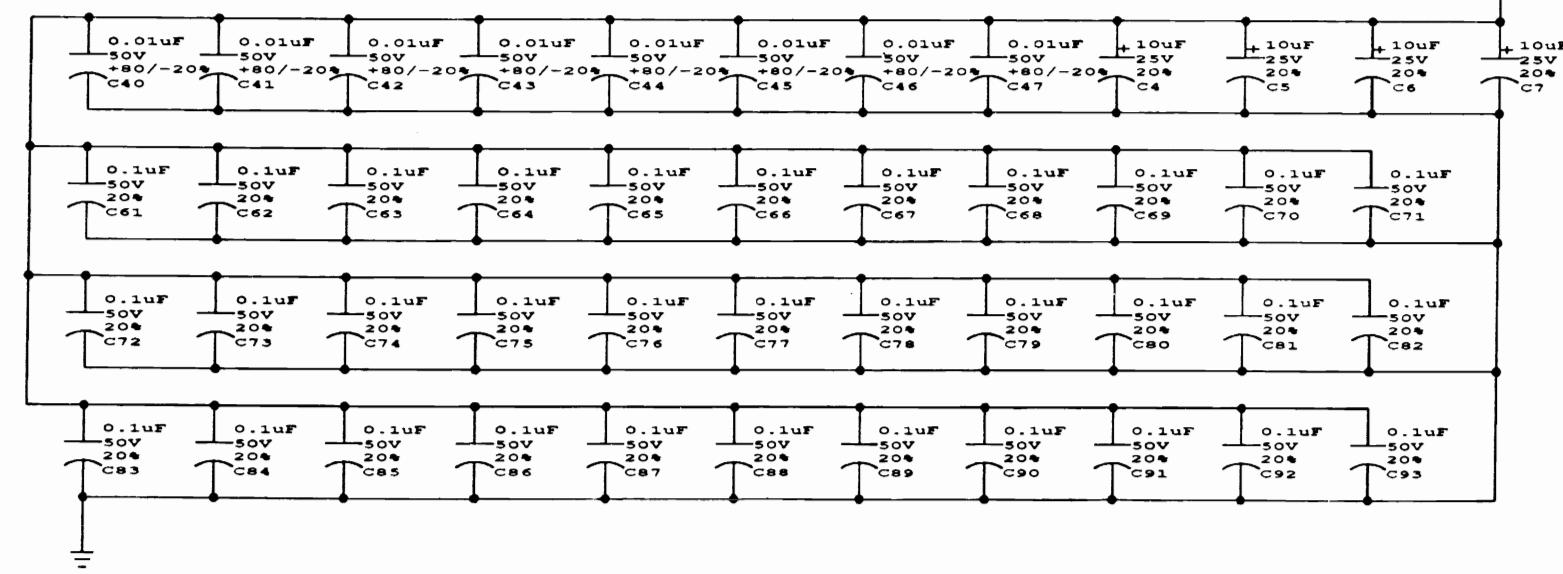 0.01uF
50V
+80/-20%
C40
0.01uF
50V
+80/-20%
C41
0.01uF
50V
+80/-20%
C42
0.01uF
50V
+80/-20%
C43
0.01uF
50V
+80/-20%
C44
0.01uF
50V
+80/-20%
C45
0.01uF
50V
+80/-20%
C46
0.01uF
50V
+80/-20%
C47
+ 10uF
25V
20%
C4
+ 10uF
25V
20%
C5
+ 10uF
25V
20%
C6
+ 10uF
25V
20%
C7
0.1uF
50V
20%
C61
0.1uF
50V
20%
C62
0.1uF
50V
20%
C63
0.1uF
50V
20%
C64
0.1uF
50V
20%
C65
0.1uF
50V
20%
C66
0.1uF
50V
20%
C67
0.1uF
50V
20%
C68
0.1uF
50V
20%
C69
0.1uF
50V
20%
C70
0.1uF
50V
20%
C71
0.1uF
50V
20%
C72
0.1uF
50V
20%
C73
0.1uF
50V
20%
C74
0.1uF
50V
20%
C75
0.1uF
50V
20%
C76
0.1uF
50V
20%
C77
0.1uF
50V
20%
C78
0.1uF
50V
20%
C79
0.1uF
50V
20%
C80
0.1uF
50V
20%
C81
0.1uF
50V
20%
C82
0.1uF
50V
20%
C83
0.1uF
50V
20%
C84
0.1uF
50V
20%
C85
0.1uF
50V
20%
C86
0.1uF
50V
20%
C87
0.1uF
50V
20%
C88
0.1uF
50V
20%
C89
0.1uF
50V
20%
C90
0.1uF
50V
20%
C91
0.1uF
50V
20%
C92
0.1uF
50V
20%
C93